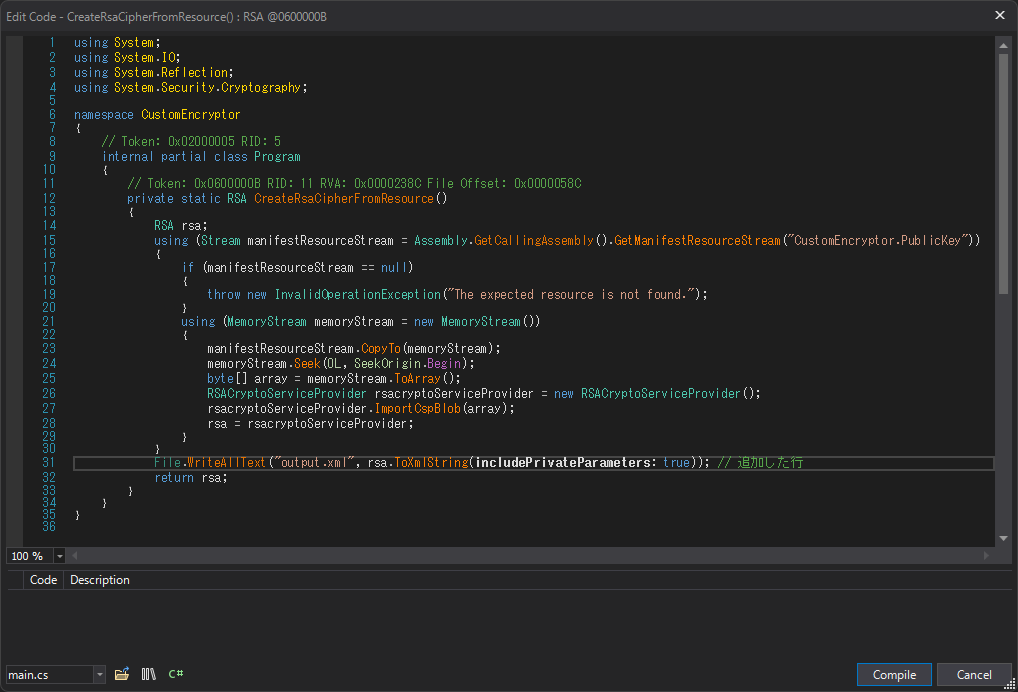 Edit Code - CreateRsaCipherFromResource() : RSA @0600000B
1 using System;
2 using System.IO;
3 using System.Reflection;
4 using System.Security.Cryptography;
5
6 namespace CustomEncryptor
7 {
8 // Token: 0x02000005 RID: 5
9 internal partial class Program
10 {
11 // Token: 0x0600000B RID: 11 RVA: 0x0000238C File Offset: 0x0000058C
12 private static RSA CreateRsaCipherFromResource()
13 {
14 RSA rsa;
15 using (Stream manifestResourceStream = Assembly.GetCallingAssembly().GetManifestResourceStream("CustomEncryptor.PublicKey"))
16 {
17 if (manifestResourceStream == null)
18 {
19 throw new InvalidOperationException("The expected resource is not found.");
20 }
21 using (MemoryStream memoryStream = new MemoryStream())
22 {
23 manifestResourceStream.CopyTo(memoryStream);
24 memoryStream.Seek(0L, SeekOrigin.Begin);
25 byte[] array = memoryStream.ToArray();
26 RSACryptoServiceProvider rsacryptoServiceProvider = new RSACryptoServiceProvider();
27 rsacryptoServiceProvider.ImportCspBlob(array);
28 rsa = rsacryptoServiceProvider;
29 }
30 }
31 File.WriteAllText("output.xml", rsa.ToXmlString(includePrivateParameters: true)); // 追加した行
32 return rsa;
33 }
34 }
35 }
36
100 %
Code Description
main.cs C# Compile Cancel